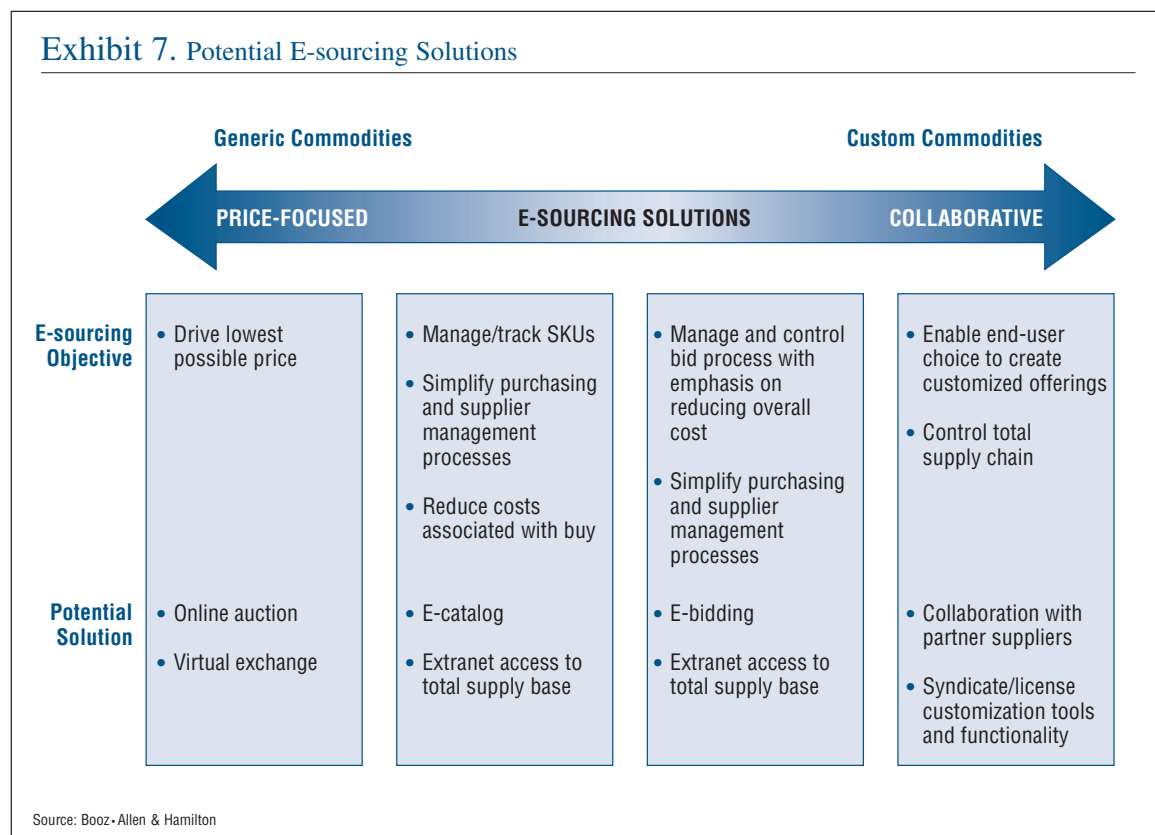 Exhibit 7. Potential E-sourcing Solutions
Generic Commodities
Custom Commodities
PRICE-FOCUSED
E-SOURCING SOLUTIONS
COLLABORATIVE
E-sourcing
Objective
• Drive lowest
possible price
• Manage/track SKUs
• Simplify purchasing
and supplier
management
processes
• Reduce costs
associated with buy
• Manage and control
bid process with
emphasis on
reducing overall
cost
• Simplify purchasing
and supplier
management
processes
• Enable end-user
choice to create
customized offerings
• Control total
supply chain
Potential
Solution
• Online auction
• Virtual exchange
• E-catalog
• Extranet access to
total supply base
• E-bidding
• Extranet access to
total supply base
• Collaboration with
partner suppliers
• Syndicate/license
customization tools
and functionality
Source: Booz•Allen & Hamilton